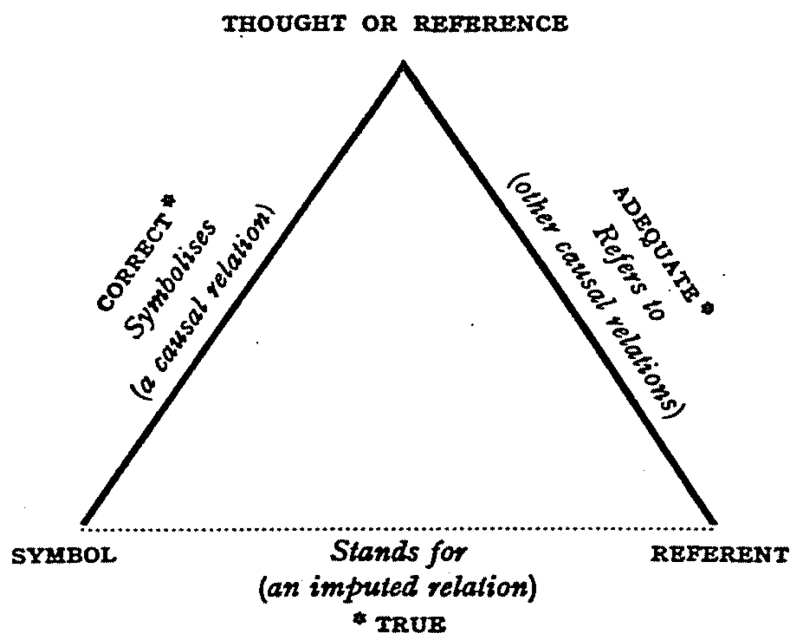 THOUGHT OR REFERENCE
CORRECT*
Symbolises
(a causal relation)
ADEQUATE*
Refers to
(other causal relations)
SYMBOL
Stands for
(an imputed relation)
* TRUE
REFERENT